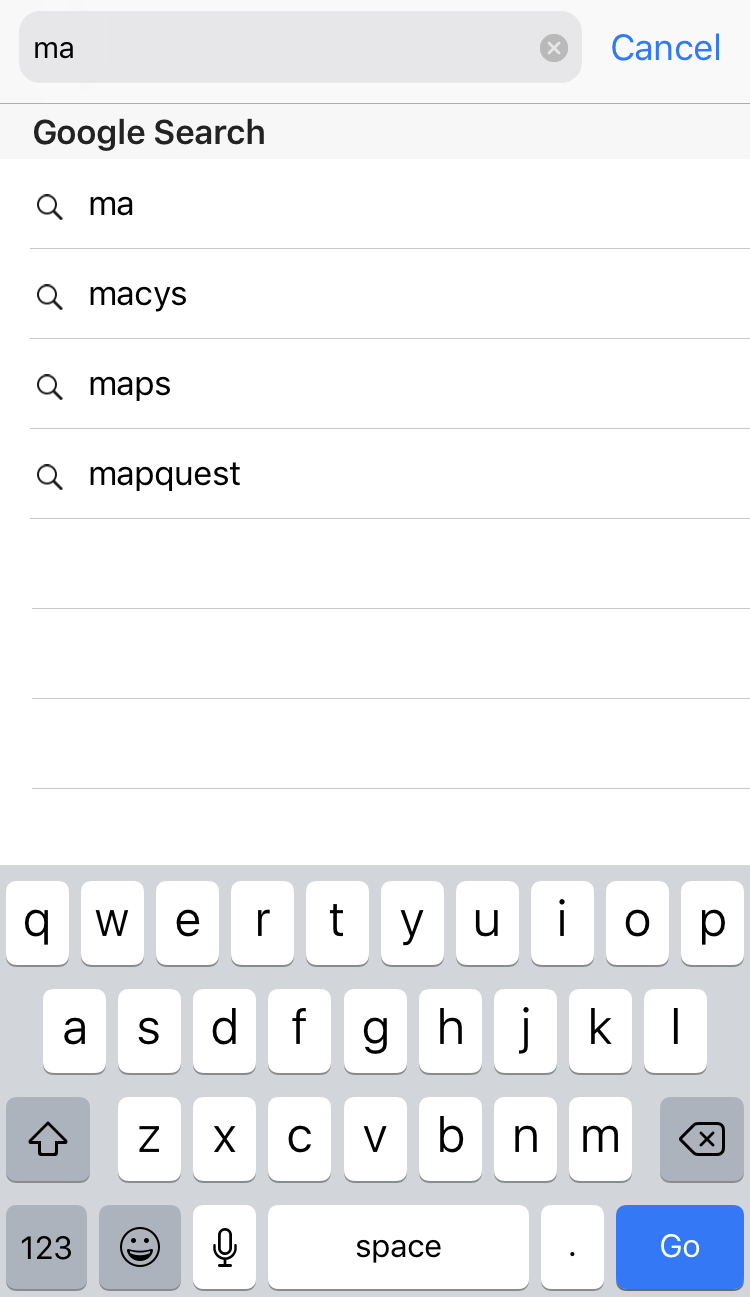 ma Cancel
Google Search
ma
macys
maps
mapquest
q w e r t y u i o p
a s d f g h j k l
z x c v b n m
123 space . Go